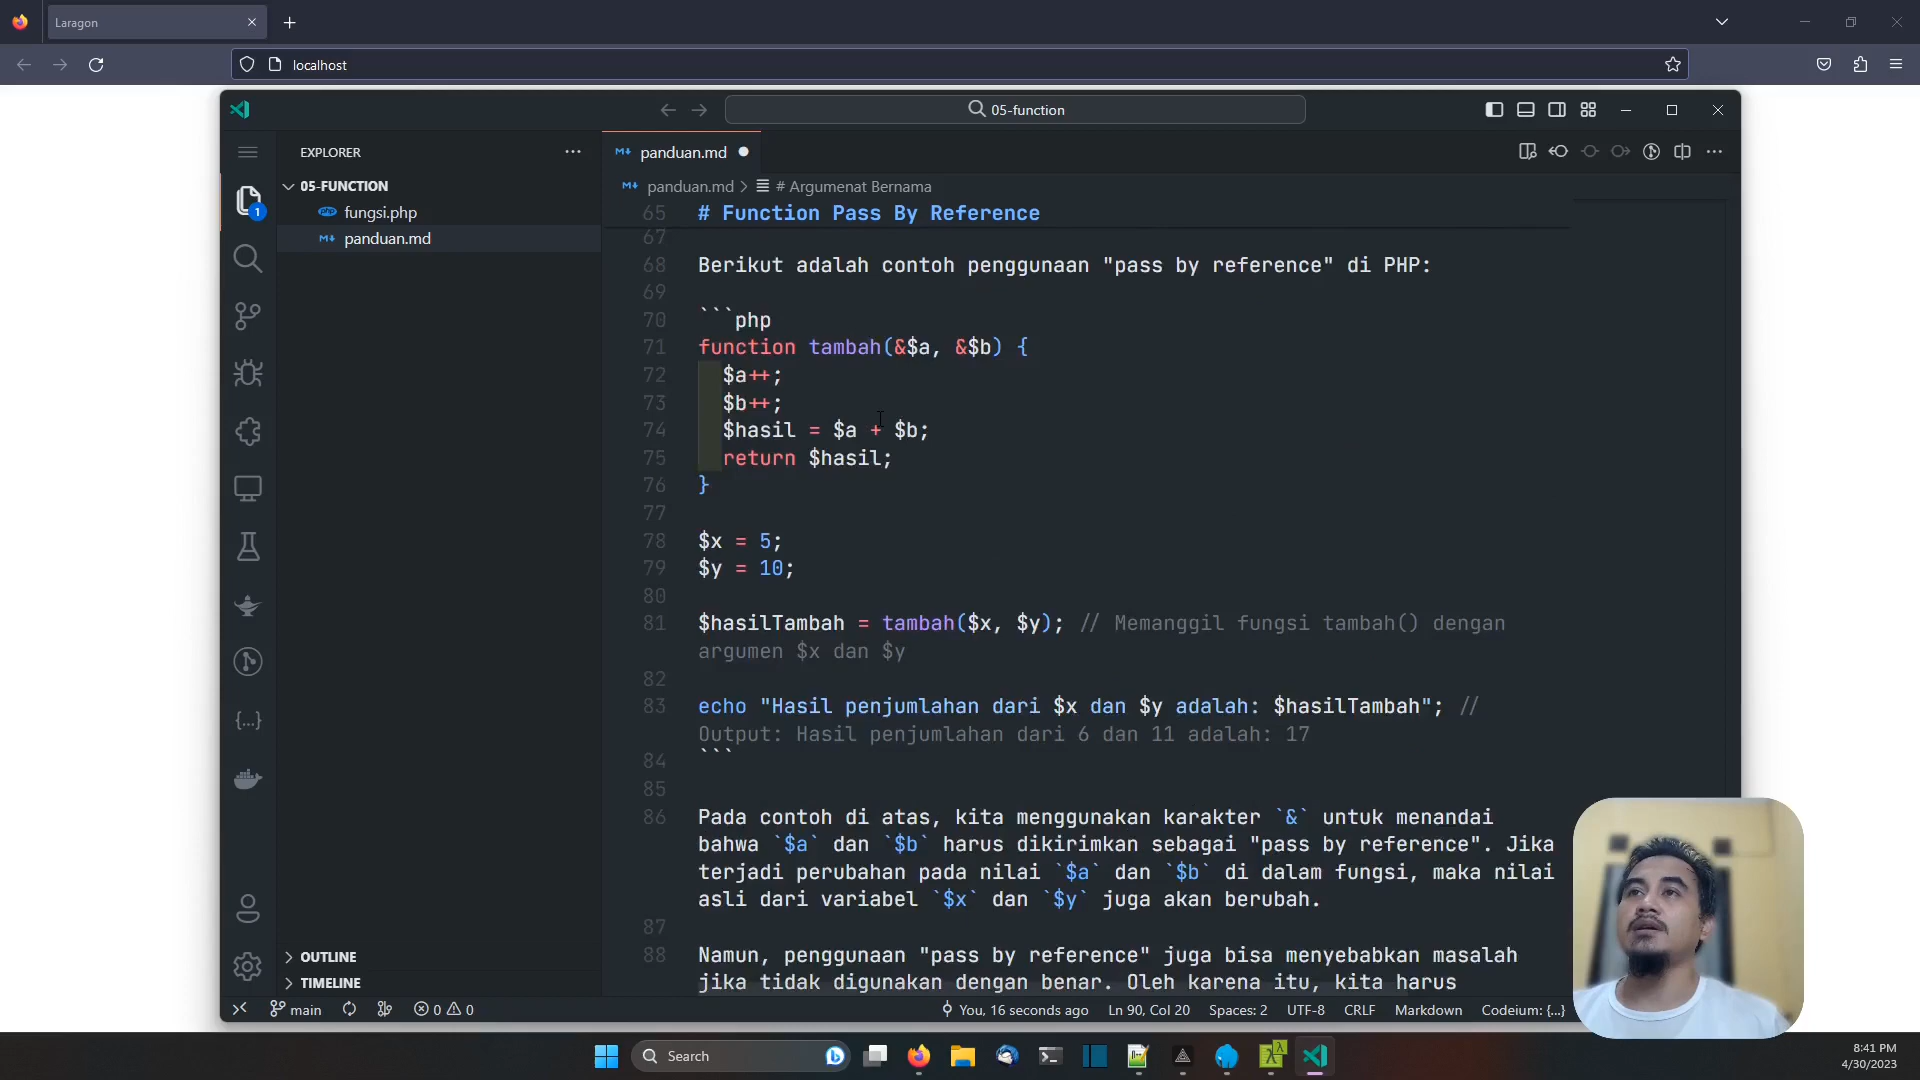 Laragon
localhost
05-function
EXPLORER
05-FUNCTION
fungsi.php
panduan.md
1
OUTLINE
TIMELINE
panduan.md
panduan.md > # Argumenat Bernama
65 # Function Pass By Reference
67
68 Berikut adalah contoh penggunaan "pass by reference" di PHP:
69
70 ```php
71 function tambah(&$a, &$b) {
72 $a++;
73 $b++;
74 $hasil = $a + $b;
75 return $hasil;
76 }
77
78 $x = 5;
79 $y = 10;
80
81 $hasilTambah = tambah($x, $y); // Memanggil fungsi tambah() dengan
argumen $x dan $y
82
83 echo "Hasil penjumlahan dari $x dan $y adalah: $hasilTambah"; //
Output: Hasil penjumlahan dari 6 dan 11 adalah: 17
84 ```
85
86 Pada contoh di atas, kita menggunakan karakter `&` untuk menandai
bahwa `$a` dan `$b` harus dikirimkan sebagai "pass by reference". Jika
terjadi perubahan pada nilai `$a` dan `$b` di dalam fungsi, maka nilai
asli dari variabel `$x` dan `$y` juga akan berubah.
87
88 Namun, penggunaan "pass by reference" juga bisa menyebabkan masalah
jika tidak digunakan dengan benar. Oleh karena itu, kita harus
main
0 0
You, 16 seconds ago
Ln 90, Col 20
Spaces: 2
UTF-8
CRLF
Markdown
Codeium: {...}
Search
8:41 PM
4/30/2023